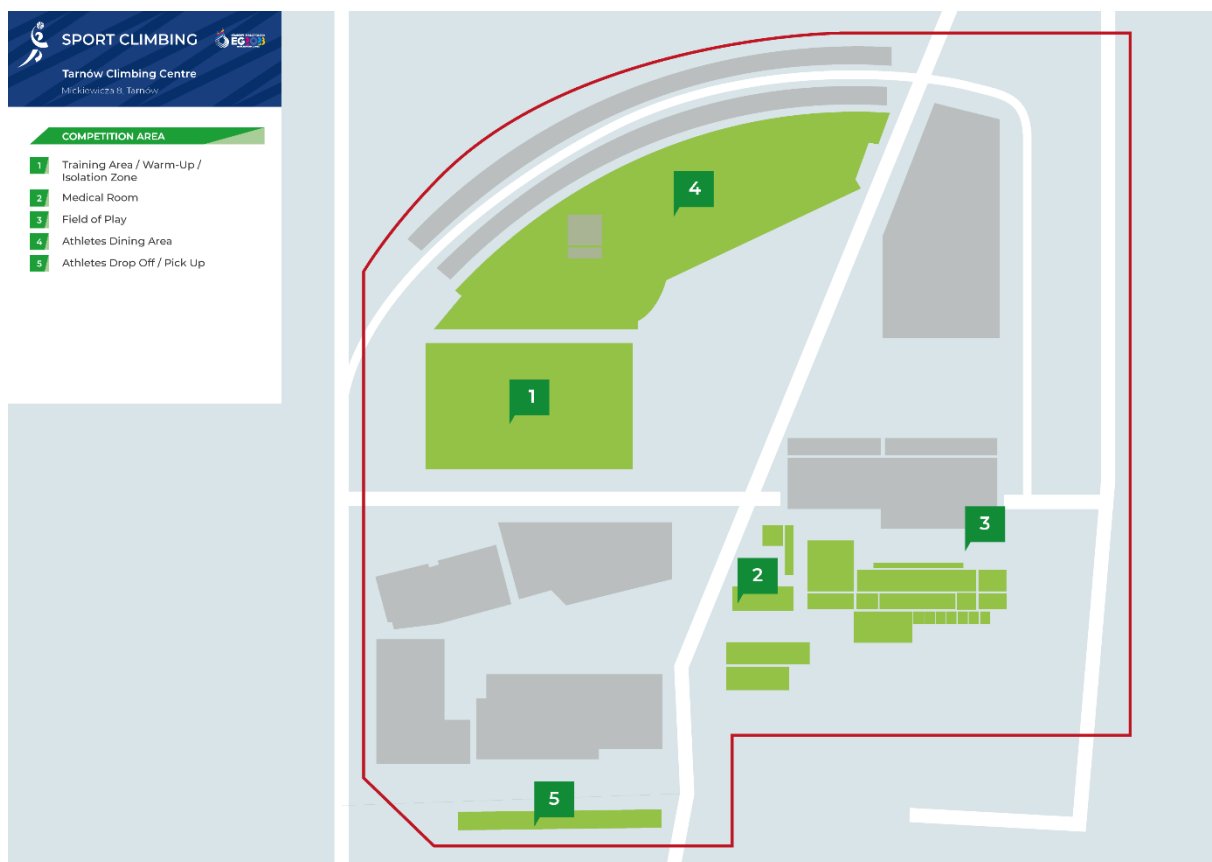 SPORT CLIMBING
EG2023
Tarnów Climbing Centre
Mickiewicza 8, Tarnów
COMPETITION AREA
1 Training Area / Warm-Up /
Isolation Zone
2 Medical Room
3 Field of Play
4 Athletes Dining Area
5 Athletes Drop Off / Pick Up
4
1
3
2
5